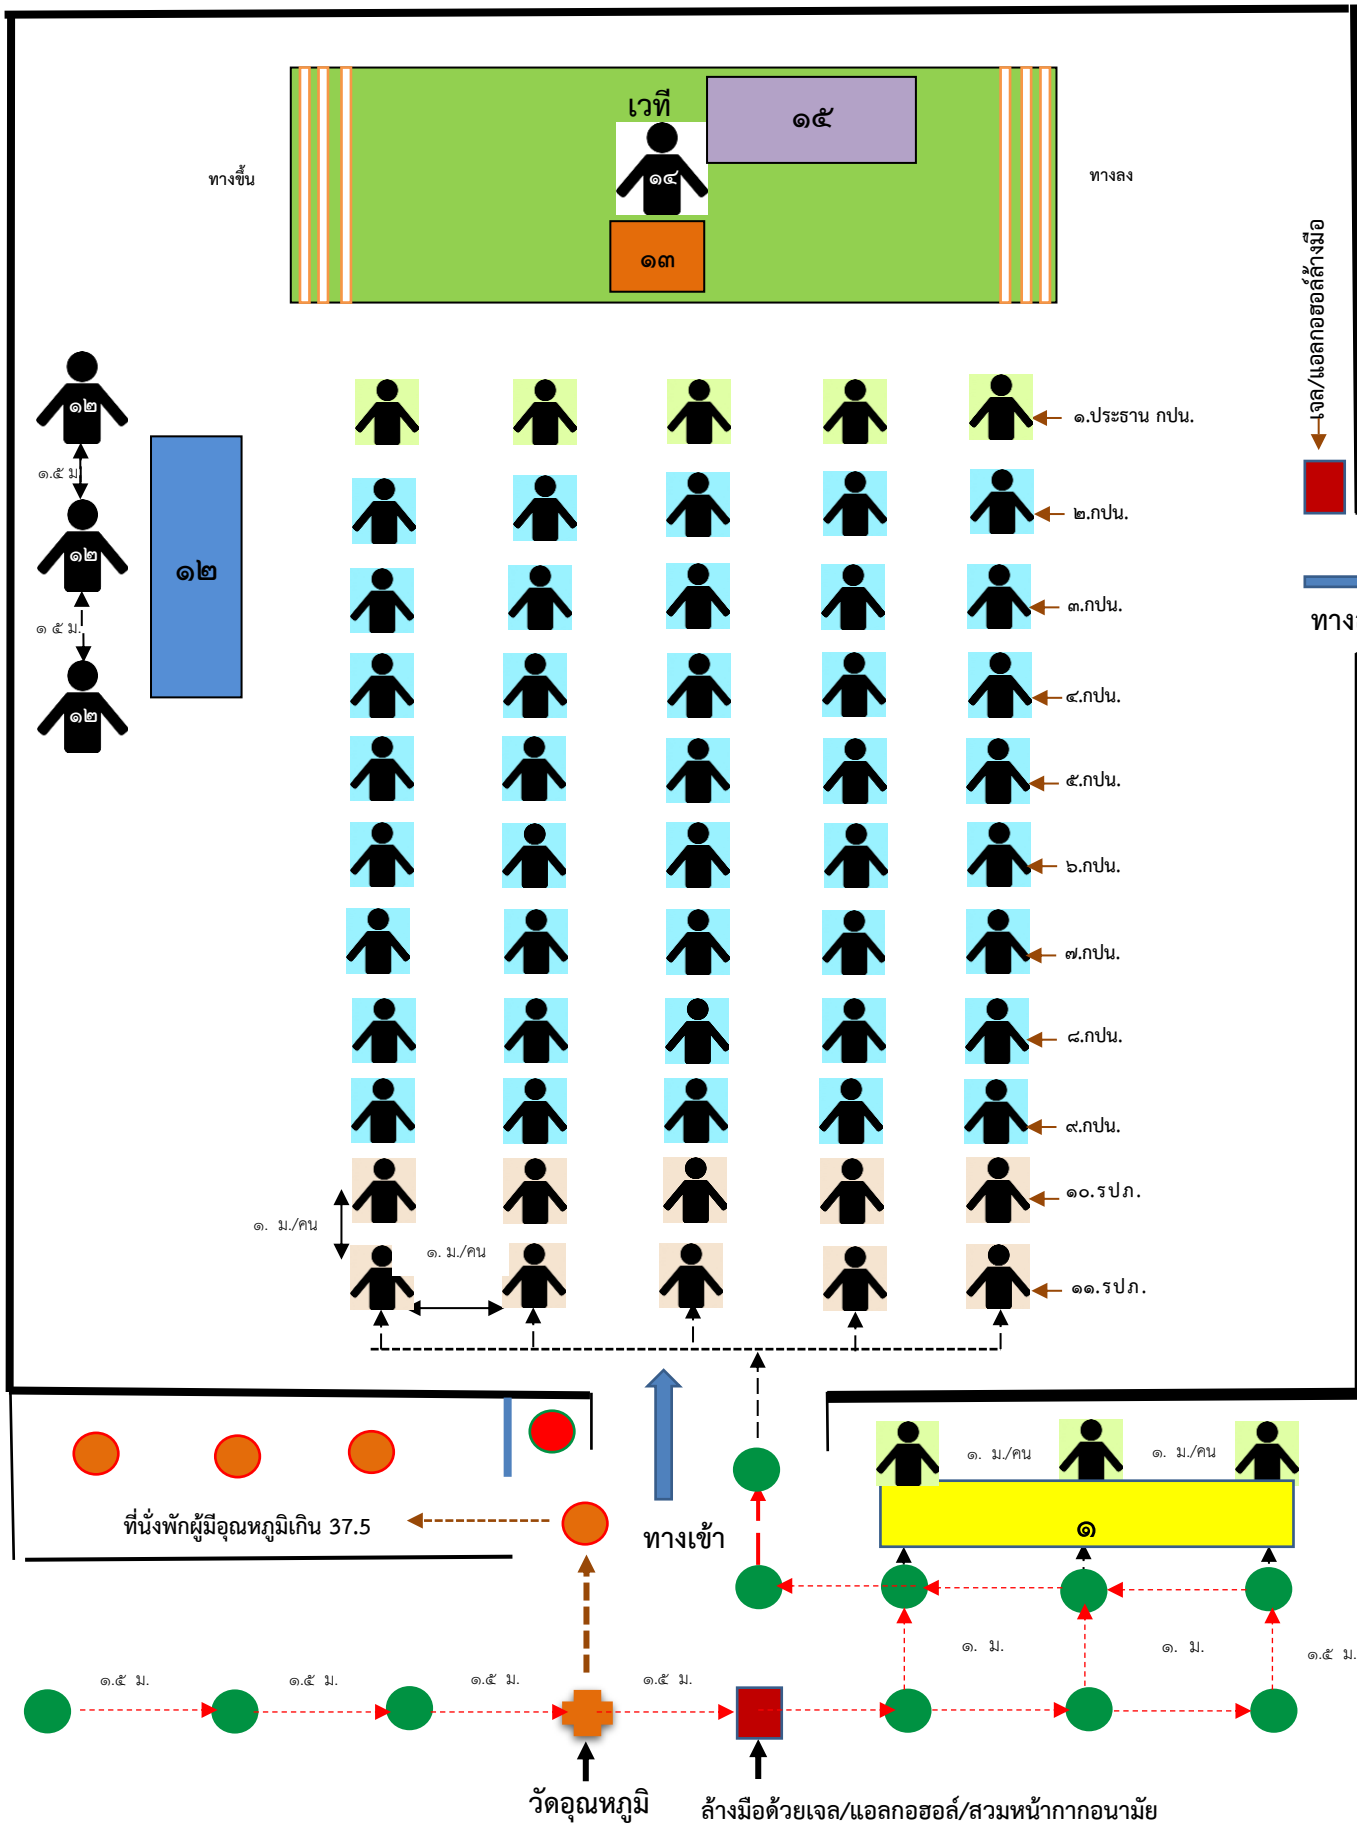 เวที
๑๕
๑๔
ทางขึ้น
ทางลง
๑๓
เจล/แอลกอฮอล์ล้างมือ
๑๒
๑.๕ ม.
๑๒
๑ ๕ ม.
๑๒
๑๒
๑.ประธาน กปน.
๒.กปน.
๓.กปน.
๔.กปน.
๕.กปน.
๖.กปน.
๗.กปน.
๘.กปน.
๙.กปน.
๑๐.รปภ.
๑๑.รปภ.
๑. ม./คน
๑. ม./คน
๑. ม./คน
๑. ม./คน
๑
ที่นั่งพักผู้มีอุณหภูมิเกิน 37.5
ทางเข้า
๑. ม.
๑. ม.
๑.๕ ม.
๑.๕ ม.
๑.๕ ม.
๑.๕ ม.
๑.๕ ม.
วัดอุณหภูมิ
ล้างมือด้วยเจล/แอลกอฮอล์/สวมหน้ากากอนามัย